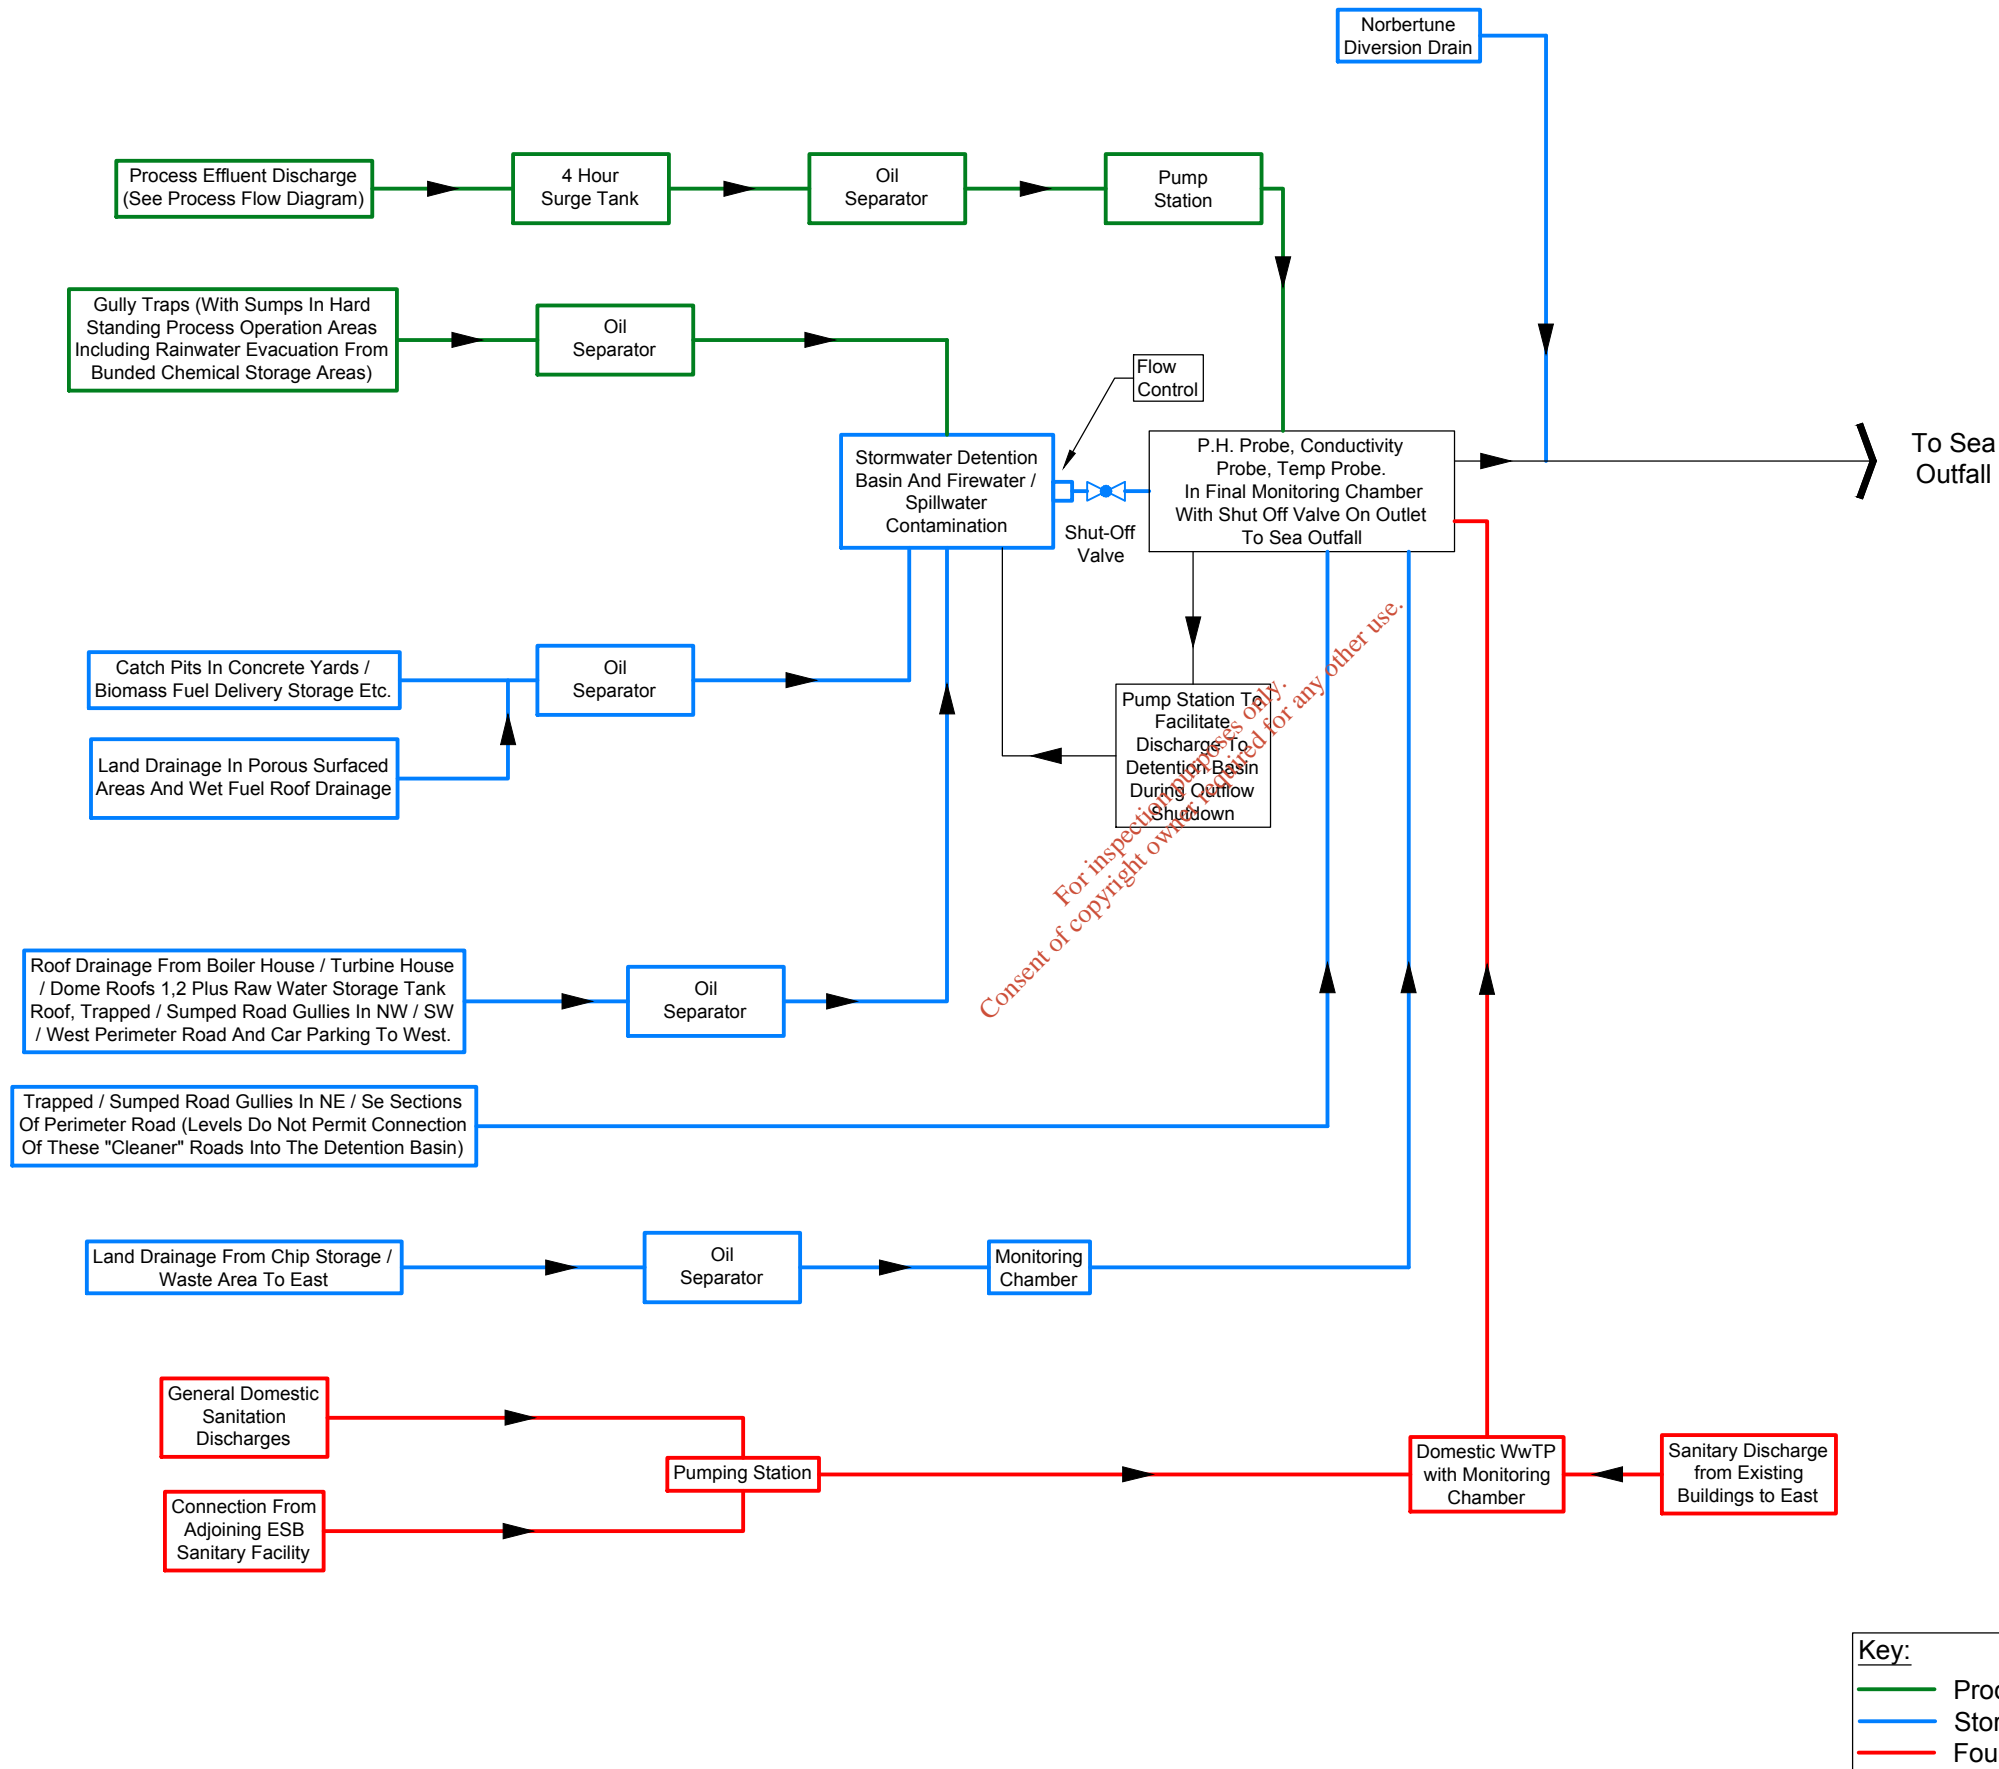 Norbertune
Diversion Drain
Process Effluent Discharge
(See Process Flow Diagram)
4 Hour
Surge Tank
Oil
Separator
Pump
Station
Gully Traps (With Sumps In Hard
Standing Process Operation Areas
Including Rainwater Evacuation From
Bunded Chemical Storage Areas)
Oil
Separator
Flow
Control
Stormwater Detention
Basin And Firewater /
Spillwater
Contamination
Shut-Off
Valve
P.H. Probe, Conductivity
Probe, Temp Probe.
In Final Monitoring Chamber
With Shut Off Valve On Outlet
To Sea Outfall
To Sea
Outfall
Catch Pits In Concrete Yards /
Biomass Fuel Delivery Storage Etc.
Oil
Separator
Land Drainage In Porous Surfaced
Areas And Wet Fuel Roof Drainage
Pump Station To
Facilitate
Discharge To
Detention Basin
During Outflow
Shutdown
For inspection purposes only.
Consent of copyright owner required for any other use.
Roof Drainage From Boiler House / Turbine House
/ Dome Roofs 1,2 Plus Raw Water Storage Tank
Roof, Trapped / Sumped Road Gullies In NW / SW
/ West Perimeter Road And Car Parking To West.
Oil
Separator
Trapped / Sumped Road Gullies In NE / Se Sections
Of Perimeter Road (Levels Do Not Permit Connection
Of These "Cleaner" Roads Into The Detention Basin)
Land Drainage From Chip Storage /
Waste Area To East
Oil
Separator
Monitoring
Chamber
General Domestic
Sanitation
Discharges
Pumping Station
Connection From
Adjoining ESB
Sanitary Facility
Domestic WwTP
with Monitoring
Chamber
Sanitary Discharge
from Existing
Buildings to East
Key: